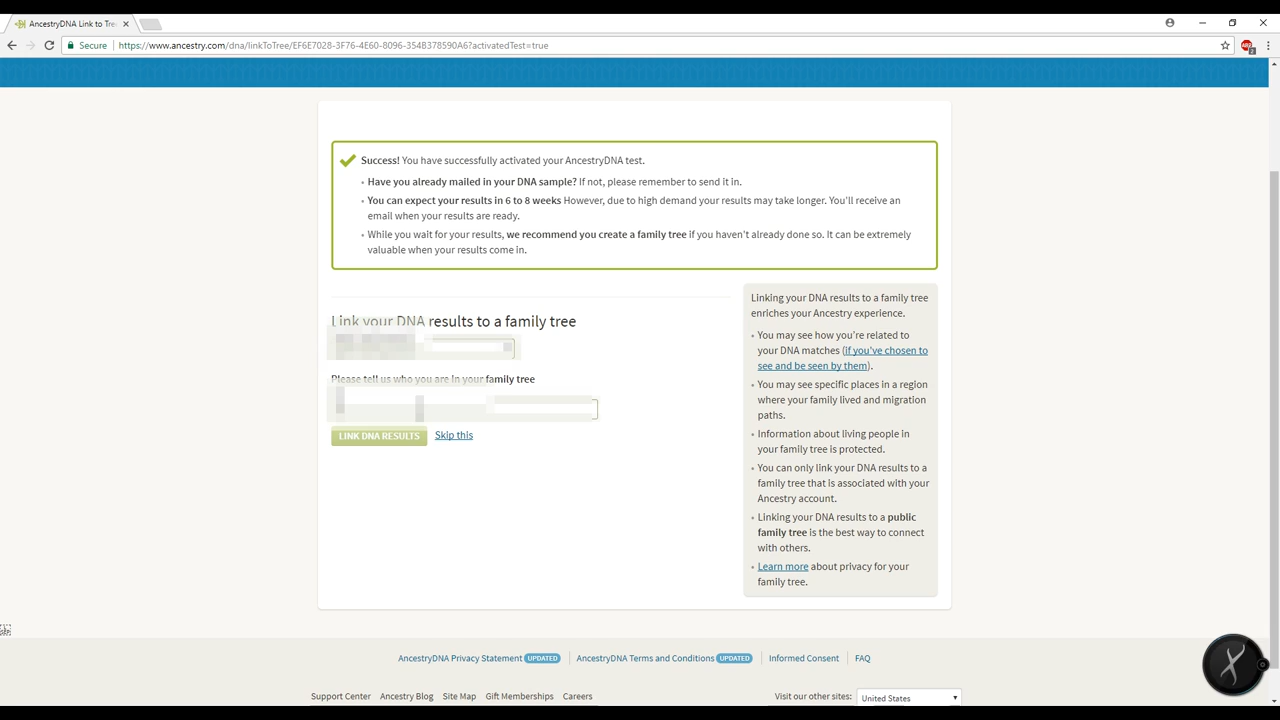 AncestryDNA Link to Tre
Secure
https://www.ancestry.com/dna/linkToTree/EF6E7028-3F76-4E60-8096-354B378590A6?activatedTest=true
Success! You have successfully activated your AncestryDNA test.
Have you already mailed in your DNA sample? If not, please remember to send it in.
You can expect your results in 6 to 8 weeks However, due to high demand your results may take longer. You'll receive an
email when your results are ready.
While you wait for your results, we recommend you create a family tree if you haven't already done so. It can be extremely
valuable when your results come in.
Link your DNA results to a family tree
Please tell us who you are in your family tree
LINK DNA RESULTS Skip this
Linking your DNA results to a family tree
enriches your Ancestry experience.
You may see how you're related to
your DNA matches (if you've chosen to
see and be seen by them).
You may see specific places in a region
where your family lived and migration
paths.
Information about living people in
your family tree is protected.
You can only link your DNA results to a
family tree that is associated with your
Ancestry account.
Linking your DNA results to a public
family tree is the best way to connect
with others.
Learn more about privacy for your
family tree.
AncestryDNA Privacy Statement UPDATED AncestryDNA Terms and Conditions UPDATED Informed Consent FAQ
Support Center Ancestry Blog Site Map Gift Memberships Careers Visit our other sites: United States